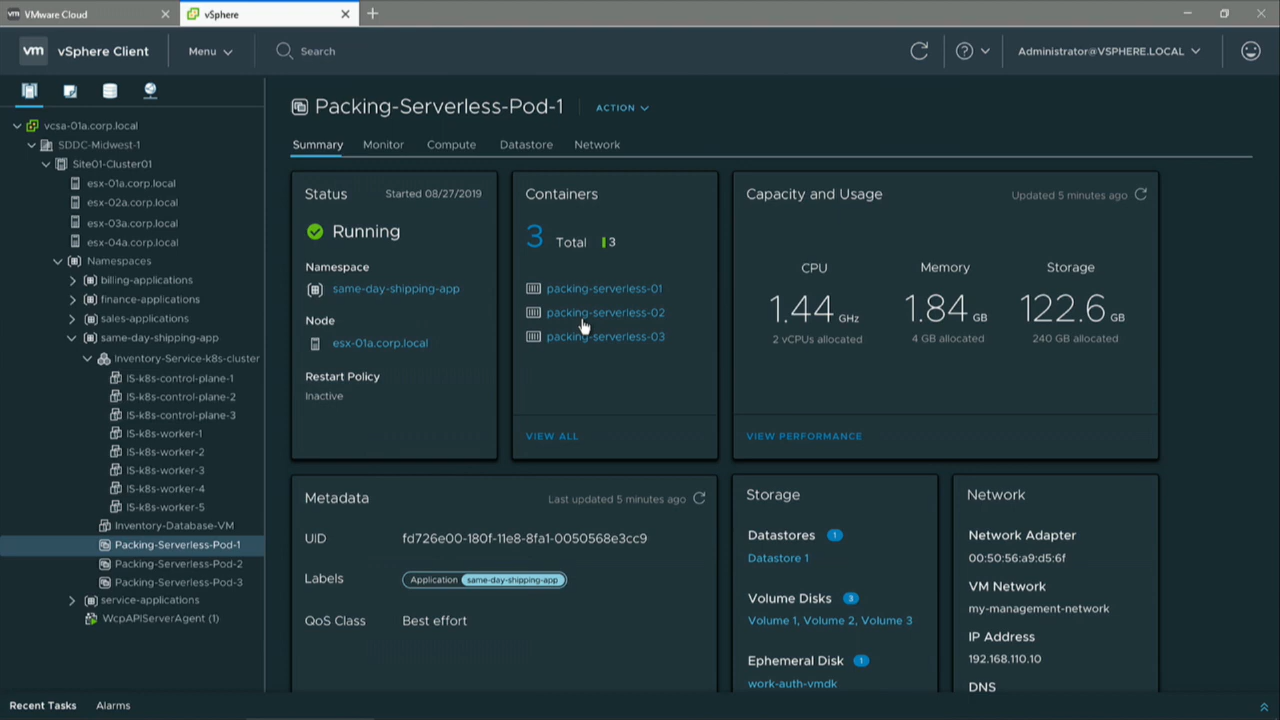 vm VMware Cloud
vSphere
vm vSphere Client
Menu
Search
Administrator@VSPHERE.LOCAL
vcsa-01a.corp.local
SDDC-Midwest-1
Site01-Cluster01
esx-01a.corp.local
esx-02a.corp.local
esx-03a.corp.local
esx-04a.corp.local
Namespaces
billing-applications
finance-applications
sales-applications
same-day-shipping-app
Inventory-Service-k8s-cluster
IS-k8s-control-plane-1
IS-k8s-control-plane-2
IS-k8s-control-plane-3
IS-k8s-worker-1
IS-k8s-worker-2
IS-k8s-worker-3
IS-k8s-worker-4
IS-k8s-worker-5
Inventory-Database-VM
Packing-Serverless-Pod-1
Packing-Serverless-Pod-2
Packing-Serverless-Pod-3
service-applications
WcpAPIServerAgent (1)
Packing-Serverless-Pod-1
ACTION
Summary Monitor Compute Datastore Network
Status Started 08/27/2019
Running
Namespace
same-day-shipping-app
Node
esx-01a.corp.local
Restart Policy
Inactive
Containers
3 Total 3
packing-serverless-01
packing-serverless-02
packing-serverless-03
VIEW ALL
Capacity and Usage Updated 5 minutes ago
CPU Memory Storage
1.44 GHz 1.84 GB 122.6 GB
2 vCPUs allocated 4 GB allocated 240 GB allocated
VIEW PERFORMANCE
Metadata Last updated 5 minutes ago
UID fd726e00-180f-11e8-8fa1-0050568e3cc9
Labels Application same-day-shipping-app
QoS Class Best effort
Storage
Datastores 1
Datastore 1
Volume Disks 3
Volume 1, Volume 2, Volume 3
Ephemeral Disk 1
work-auth-vmdk
Network
Network Adapter
00:50:56:a9:d5:6f
VM Network
my-management-network
IP Address
192.168.110.10
DNS
Recent Tasks Alarms